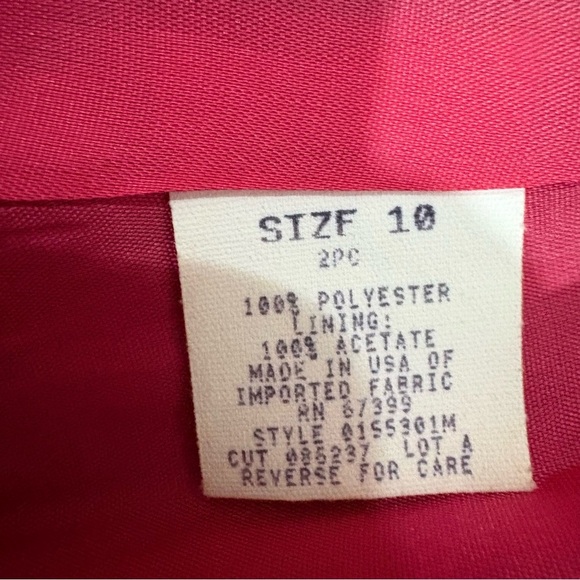 SIZE 10
2PC
100% POLYESTER
LINING:
100% ACETATE
MADE IN USA OF
IMPORTED FABRIC
RN 67399
STYLE 0155301M
CUT 085237 LOT A
REVERSE FOR CARE